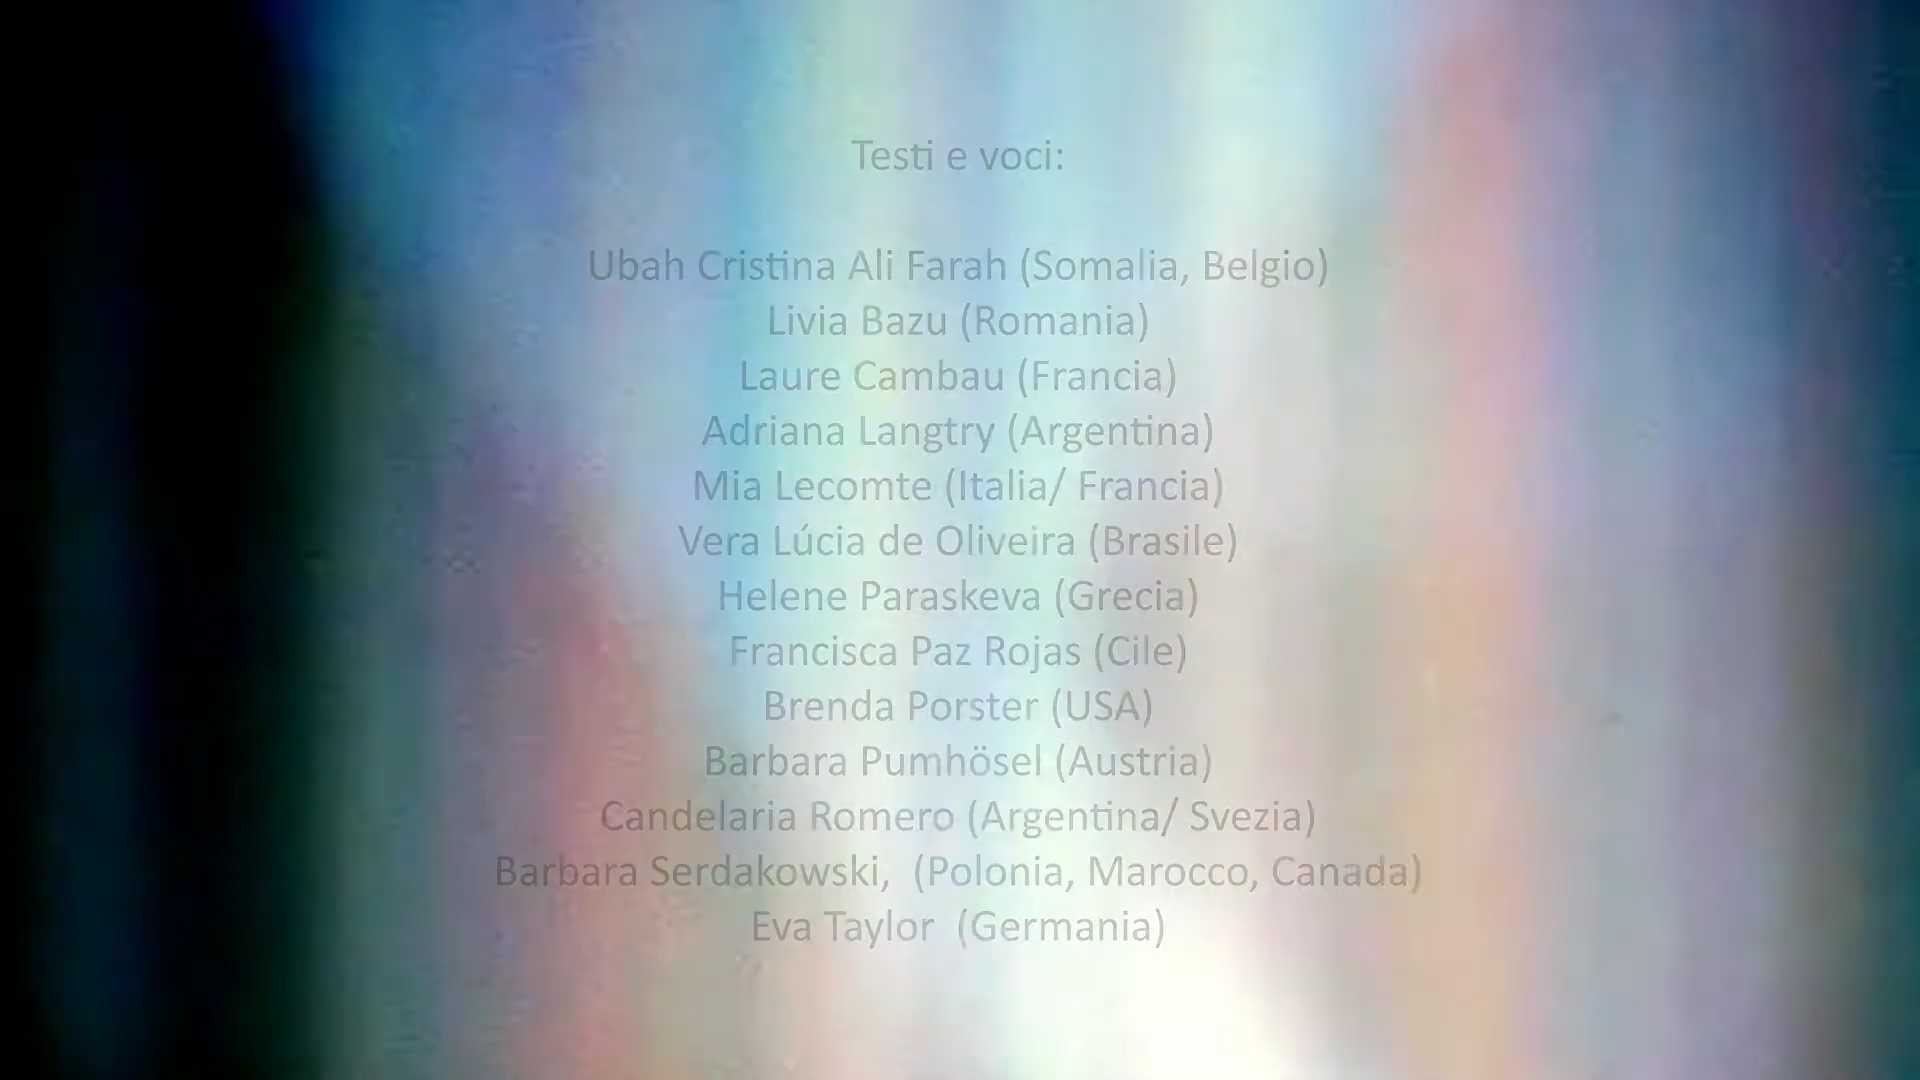 Testi e voci:
Ubah Cristina Ali Farah (Somalia, Belgio)
Livia Bazu (Romania)
Laure Cambau (Francia)
Adriana Langtry (Argentina)
Mia Lecomte (Italia/ Francia)
Vera Lúcia de Oliveira (Brasile)
Helene Paraskeva (Grecia)
Francisca Paz Rojas (Cile)
Brenda Porster (USA)
Barbara Pumhösel (Austria)
Candelaria Romero (Argentina/ Svezia)
Barbara Serdakowski,  (Polonia, Marocco, Canada)
Eva Taylor  (Germania)